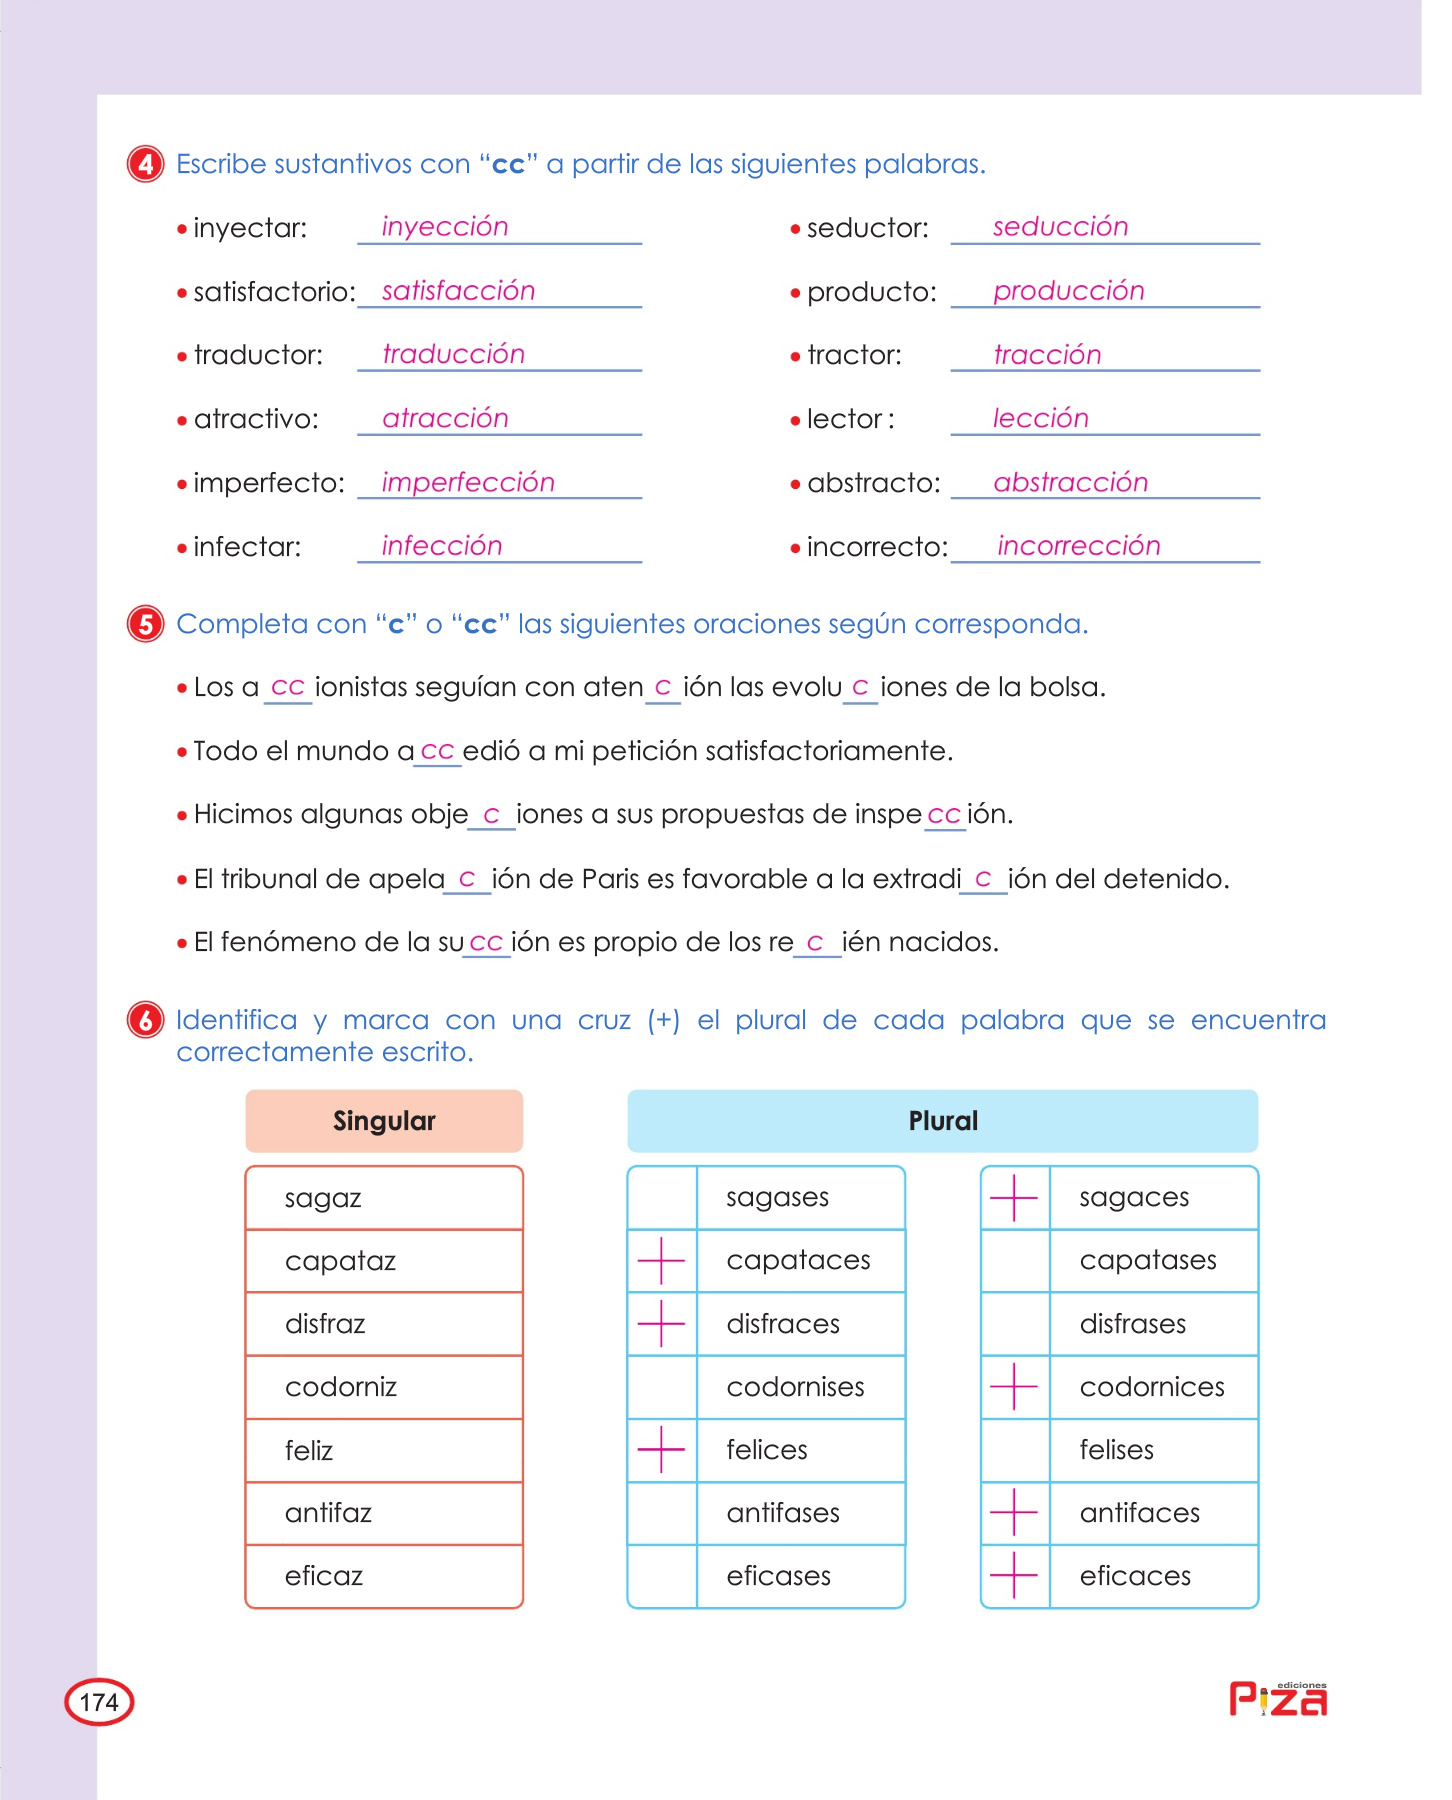 4 Escribe sustantivos con “cc” a partir de las siguientes palabras.
• inyectar: inyección • seductor: seducción
• satisfactorio: satisfacción • producto: producción
• traductor: traducción • tractor: tracción
• atractivo: atracción • lector : lección
• imperfecto: imperfección • abstracto: abstracción
• infectar: infección • incorrecto: incorrección
5 Completa con “c” o “cc” las siguientes oraciones según corresponda.
• Los a cc ionistas seguían con aten c ión las evolu c iones de la bolsa.
• Todo el mundo a cc edió a mi petición satisfactoriamente.
• Hicimos algunas obje c iones a sus propuestas de inspe cc ión.
• El tribunal de apela c ión de Paris es favorable a la extradi c ión del detenido.
• El fenómeno de la su cc ión es propio de los re c ién nacidos.
6 Identifica y marca con una cruz (+) el plural de cada palabra que se encuentra
correctamente escrito.
Singular Plural
sagaz sagases + sagaces
capataz + capataces capatases
disfraz + disfraces disfrases
codorniz codornises + codornices
feliz + felices felises
antifaz antifases + antifaces
eficaz eficases + eficaces
174
ediciones
Piza